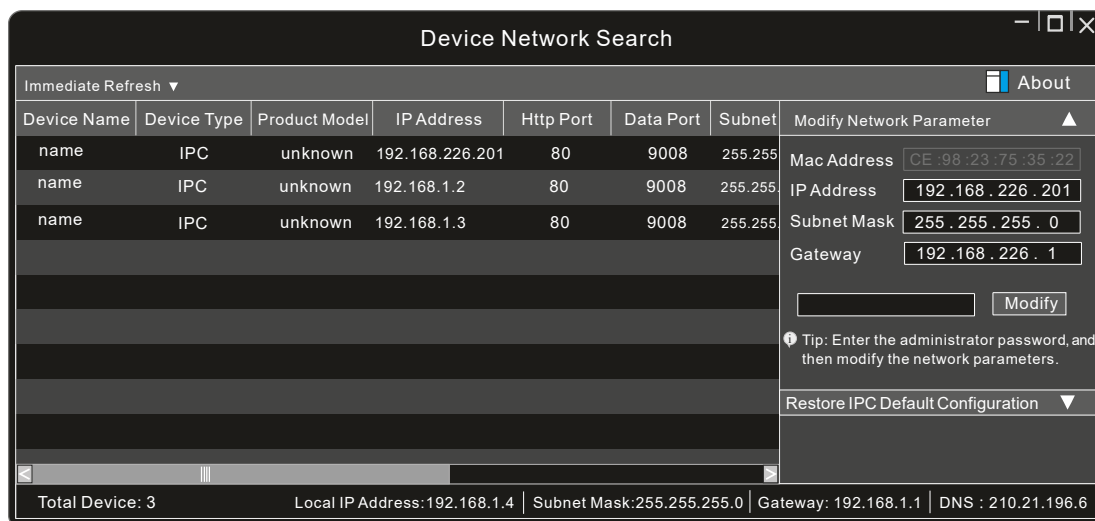 Device Network Search
Immediate Refresh ▼
About
Device Name Device Type Product Model IP Address Http Port Data Port Subnet
name IPC unknown 192.168.226.201 80 9008 255.255
name IPC unknown 192.168.1.2 80 9008 255.255.
name IPC unknown 192.168.1.3 80 9008 255.255.
Modify Network Parameter ▲
Mac Address CE :98 :23 :75 :35 :22
IP Address 192 .168 . 226 . 201
Subnet Mask 255 . 255 . 255 . 0
Gateway 192 .168 . 226 . 1
Modify
Tip: Enter the administrator password, and
then modify the network parameters.
Restore IPC Default Configuration ▼
Total Device: 3 Local IP Address:192.168.1.4 Subnet Mask:255.255.255.0 Gateway: 192.168.1.1 DNS : 210.21.196.6